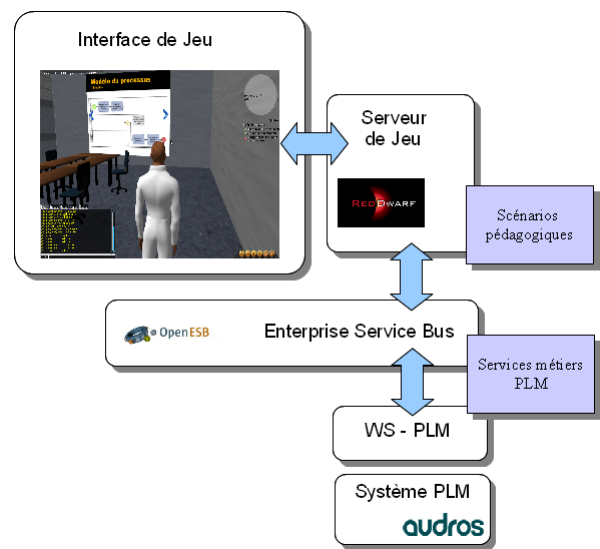 Interface de Jeu
Modèle du processus
Serveur
de Jeu
REDDWARF
Scénarios
pédagogiques
OpenESB
Enterprise Service Bus
Services métiers
PLM
WS - PLM
Système PLM
audros